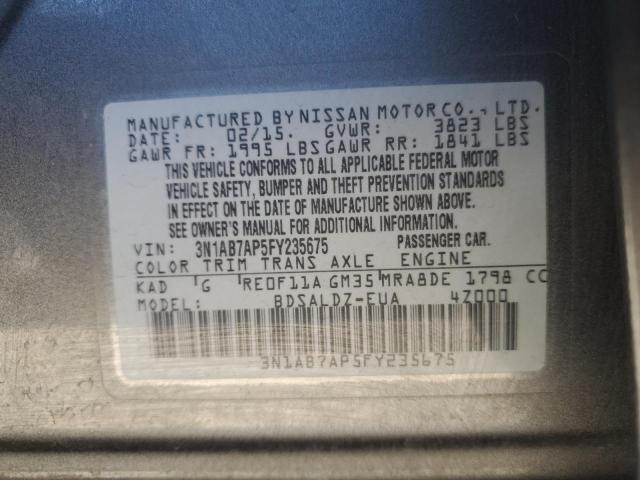 MANUFACTURED BY NISSAN MOTOR CO., LTD.
DATE: 02/15. GVWR: 3823 LBS
GAWR FR: 1995 LBS GAWR RR: 1841 LBS
THIS VEHICLE CONFORMS TO ALL APPLICABLE FEDERAL MOTOR
VEHICLE SAFETY, BUMPER AND THEFT PREVENTION STANDARDS
IN EFFECT ON THE DATE OF MANUFACTURE SHOWN ABOVE.
SEE OWNER'S MANUAL FOR ADDITIONAL INFORMATION.
VIN: 3N1AB7AP5FY235675 PASSENGER CAR.
COLOR TRIM TRANS AXLE ENGINE
KAD G RE0F11A GM35 MRA8DE 1798 CC
MODEL: BDSALDZ-EUA 4Z000
3N1AB7AP5FY235675